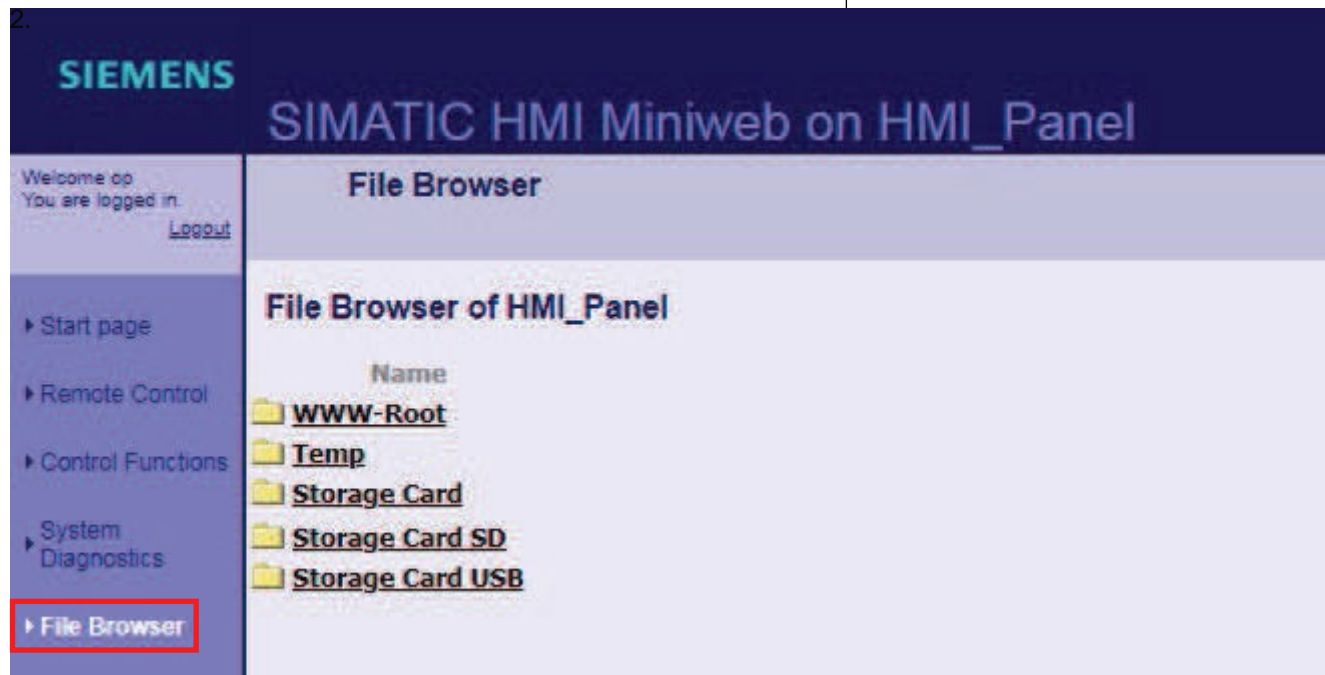 2.
SIEMENS
SIMATIC HMI Miniweb on HMI_Panel
Welcome op
You are logged in.
Logout
File Browser
Start page
Remote Control
Control Functions
System
Diagnostics
File Browser
File Browser of HMI_Panel
Name
WWW-Root
Temp
Storage Card
Storage Card SD
Storage Card USB